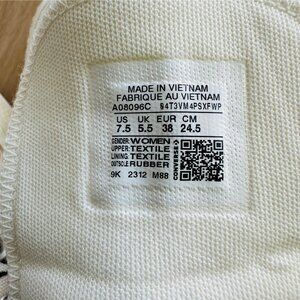 MADE IN VIETNAM
FABRIQUE AU VIETNAM
A08096C 94T3VM4PSXFWP
US UK EUR CM
7.5 5.5 38 24.5
GENDER: WOMEN
UPPER: TEXTILE
LINING: TEXTILE
OUTSOLE: RUBBER
CONVERSE
9K 2312 M88